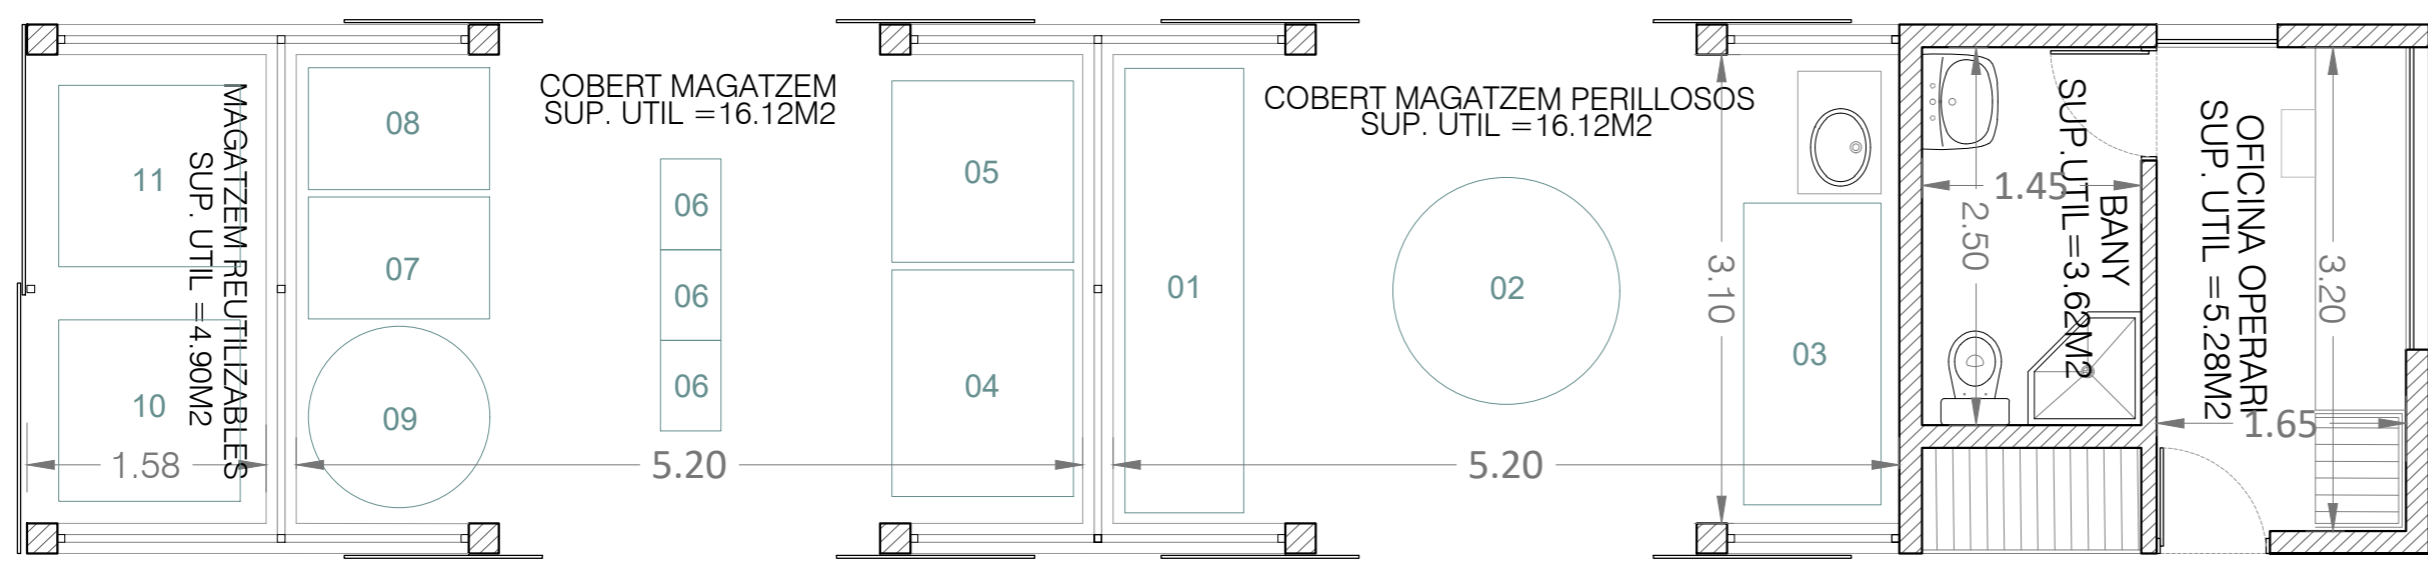 MAGATZEM REUTILIZABLES
SUP. UTIL =4.90M2
11
10
1.58
08
07
09
COBERT MAGATZEM
SUP. UTIL =16.12M2
06
06
06
05
04
5.20
COBERT MAGATZEM PERILLOSOS
SUP. UTIL =16.12M2
01
02
03
5.20
3.10
BANY
SUP.UTIL=3.62M2
1.45
2.50
OFICINA OPERARI
SUP. UTIL =5.28M2
3.20
1.65